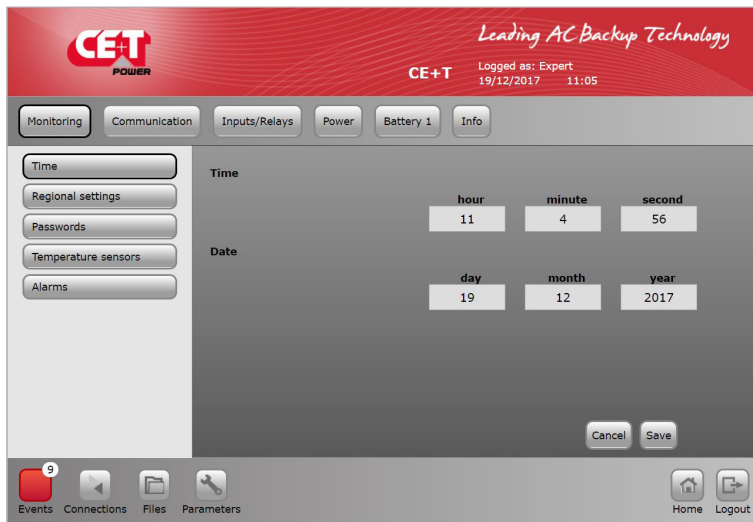 CE+T
POWER
Leading AC Backup Technology
CE+T
Logged as: Expert
19/12/2017 11:05
Monitoring Communication Inputs/Relays Power Battery 1 Info
Time
Regional settings
Passwords
Temperature sensors
Alarms
Time
hour minute second
11 4 56
Date
day month year
19 12 2017
Cancel Save
9
Events Connections Files Parameters Home Logout